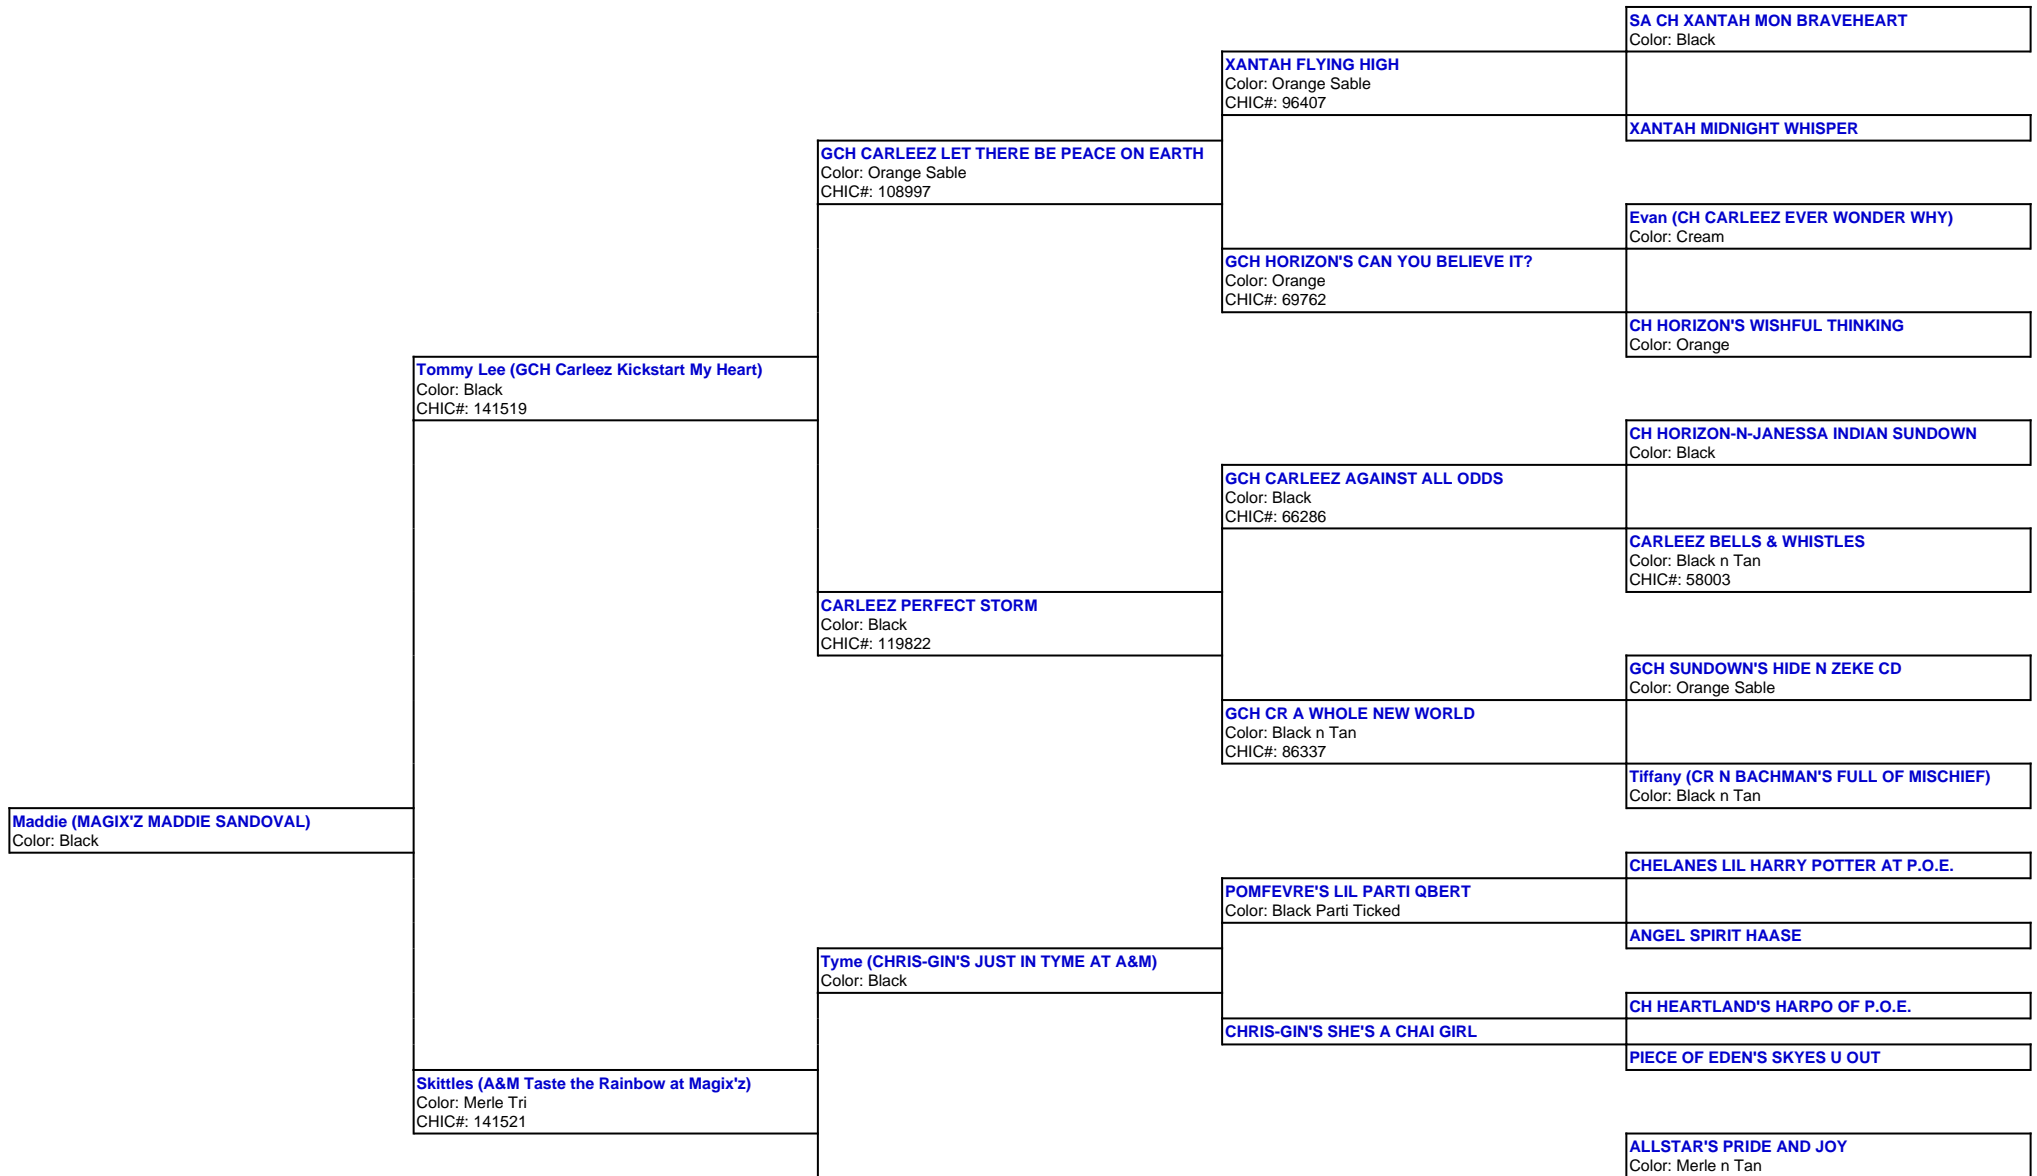 SA CH XANTAH MON BRAVEHEART
Color: Black
XANTAH FLYING HIGH
Color: Orange Sable
CHIC#: 96407
XANTAH MIDNIGHT WHISPER
GCH CARLEEZ LET THERE BE PEACE ON EARTH
Color: Orange Sable
CHIC#: 108997
Evan (CH CARLEEZ EVER WONDER WHY)
Color: Cream
GCH HORIZON'S CAN YOU BELIEVE IT?
Color: Orange
CHIC#: 69762
CH HORIZON'S WISHFUL THINKING
Color: Orange
Tommy Lee (GCH Carleez Kickstart My Heart)
Color: Black
CHIC#: 141519
CH HORIZON-N-JANESSA INDIAN SUNDOWN
Color: Black
GCH CARLEEZ AGAINST ALL ODDS
Color: Black
CHIC#: 66286
CARLEEZ BELLS & WHISTLES
Color: Black n Tan
CHIC#: 58003
CARLEEZ PERFECT STORM
Color: Black
CHIC#: 119822
GCH SUNDOWN'S HIDE N ZEKE CD
Color: Orange Sable
GCH CR A WHOLE NEW WORLD
Color: Black n Tan
CHIC#: 86337
Tiffany (CR N BACHMAN'S FULL OF MISCHIEF)
Color: Black n Tan
Maddie (MAGIX'Z MADDIE SANDOVAL)
Color: Black
CHELANES LIL HARRY POTTER AT P.O.E.
POMFEVRE'S LIL PARTI QBERT
Color: Black Parti Ticked
ANGEL SPIRIT HAASE
Tyme (CHRIS-GIN'S JUST IN TYME AT A&M)
Color: Black
CH HEARTLAND'S HARPO OF P.O.E.
CHRIS-GIN'S SHE'S A CHAI GIRL
PIECE OF EDEN'S SKYES U OUT
Skittles (A&M Taste the Rainbow at Magix'z)
Color: Merle Tri
CHIC#: 141521
ALLSTAR'S PRIDE AND JOY
Color: Merle n Tan